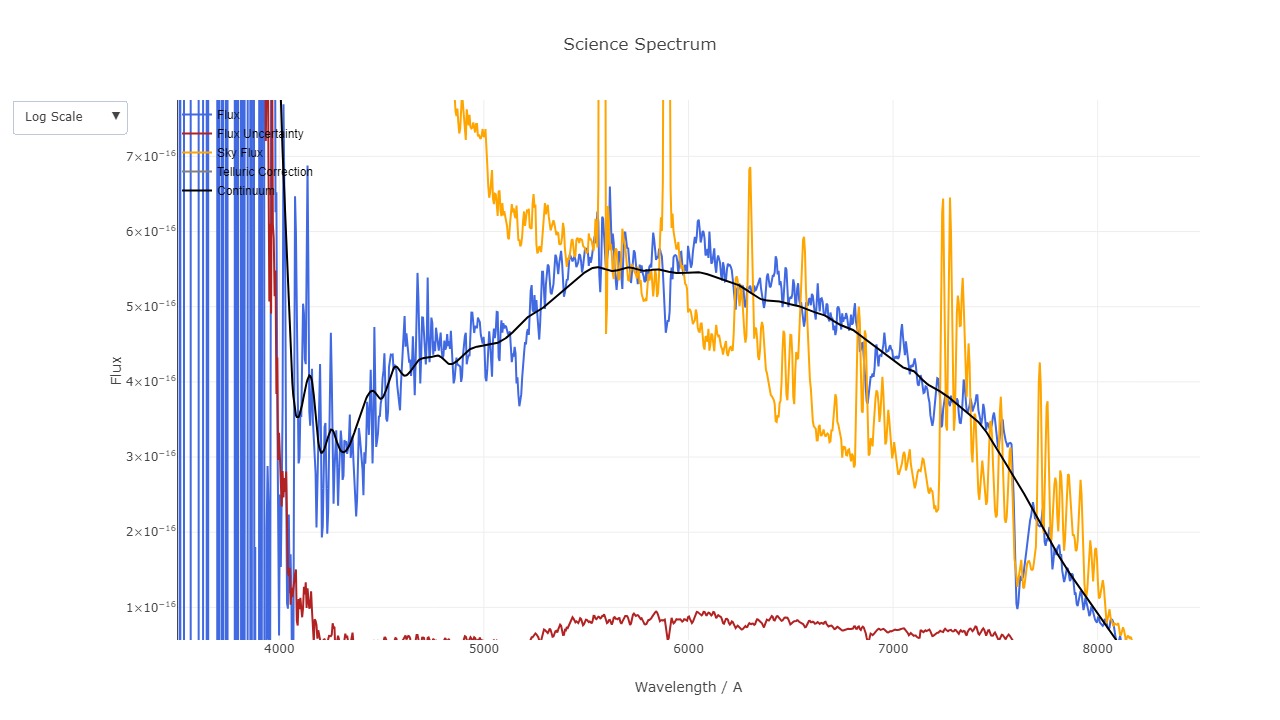 Science Spectrum
Log Scale ▼
Flux
Flux Uncertainty
Sky Flux
Telluric Correction
Continuum
7×10⁻¹⁶
6×10⁻¹⁶
5×10⁻¹⁶
4×10⁻¹⁶
3×10⁻¹⁶
2×10⁻¹⁶
1×10⁻¹⁶
Flux
4000 5000 6000 7000 8000
Wavelength / A